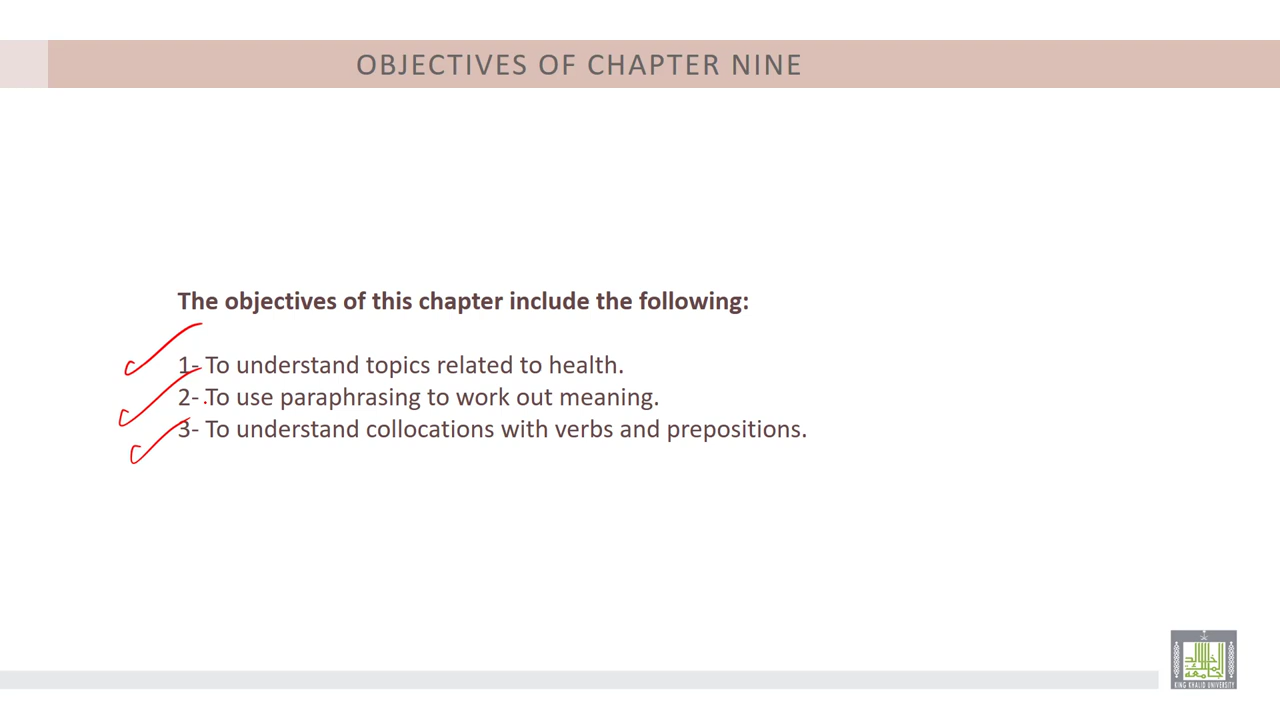 OBJECTIVES OF CHAPTER NINE
The objectives of this chapter include the following:
1- To understand topics related to health.
2- To use paraphrasing to work out meaning.
3- To understand collocations with verbs and prepositions.
KING KHALID UNIVERSITY